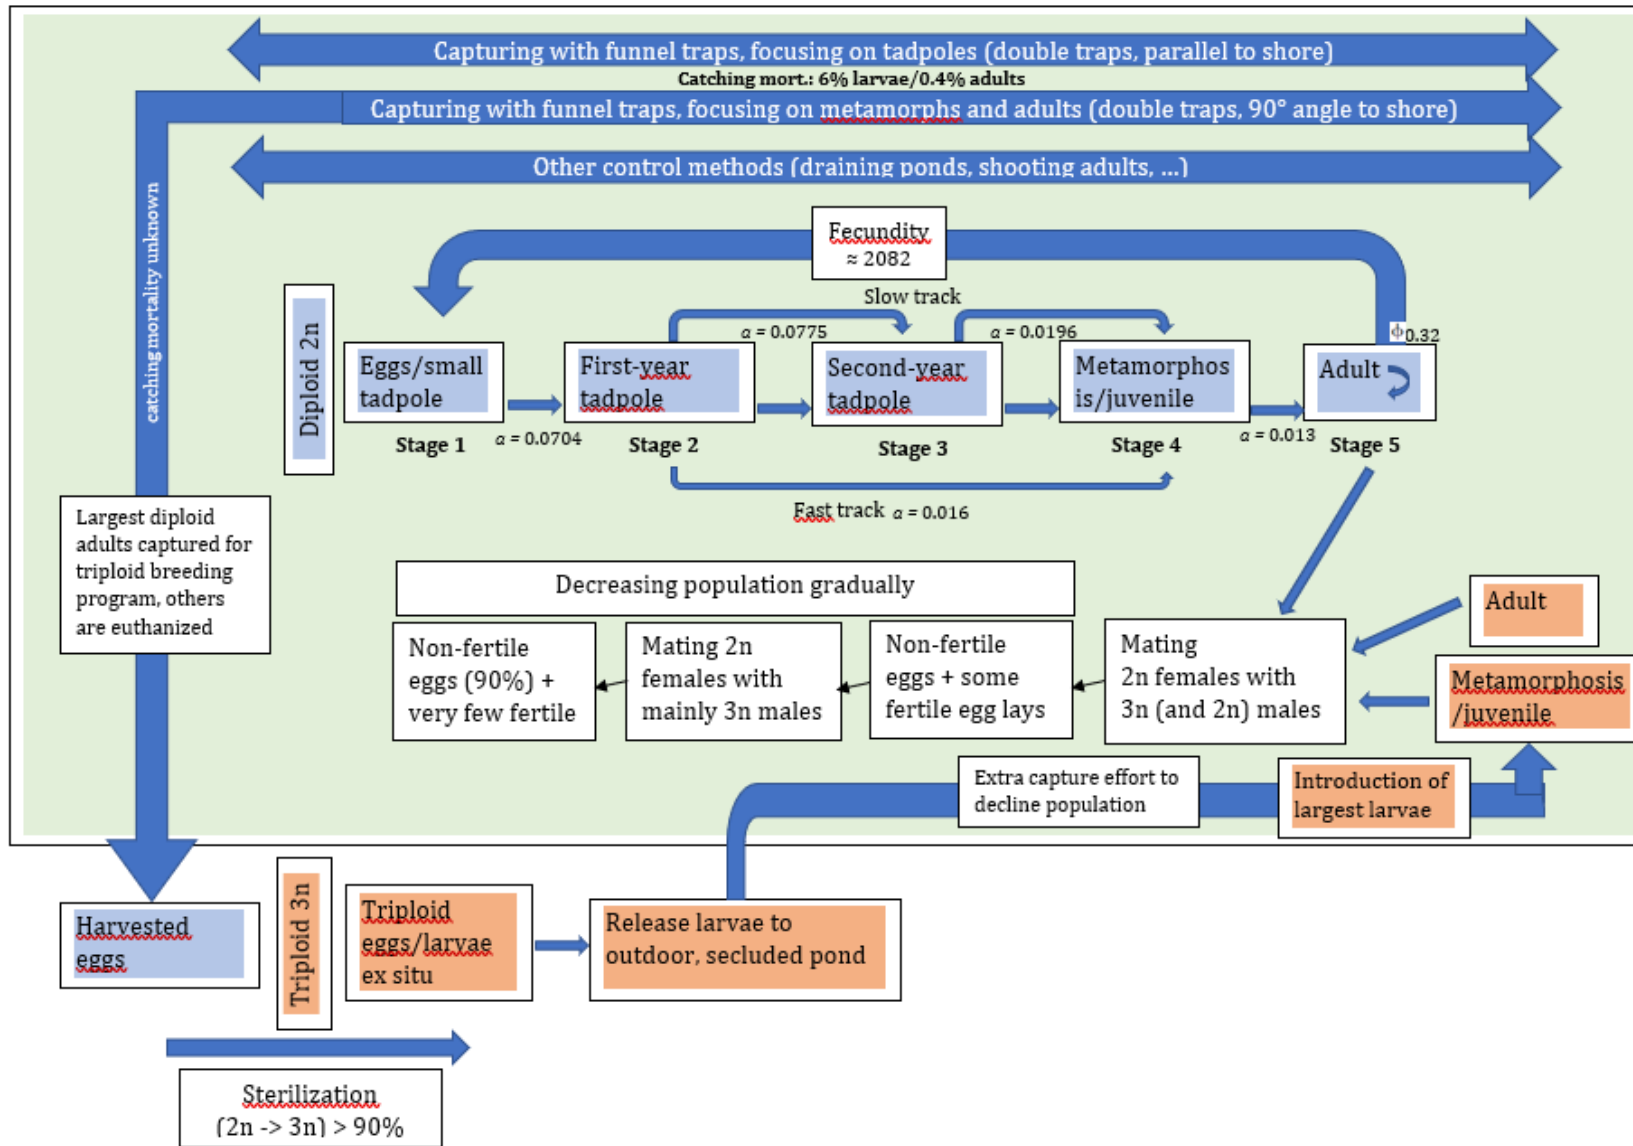 Capturing with funnel traps, focusing on tadpoles (double traps, parallel to shore)
Catching mort.: 6% larvae/0.4% adults
Capturing with funnel traps, focusing on metamorphs and adults (double traps, 90° angle to shore)
Other control methods (draining ponds, shooting adults, ...)
catching mortality unknown
Fecundity
≈ 2082
Slow track
a = 0.0775
a = 0.0196
ϕ0.32
Diploid 2n
Eggs/small
tadpole
First-year
tadpole
Second-year
tadpole
Metamorphos
is/juvenile
Adult
Stage 1
a = 0.0704
Stage 2
Stage 3
Stage 4
a = 0.013
Stage 5
Fast track a = 0.016
Largest diploid
adults captured for
triploid breeding
program, others
are euthanized
Decreasing population gradually
Non-fertile
eggs (90%) +
very few fertile
Mating 2n
females with
mainly 3n males
Non-fertile
eggs + some
fertile egg lays
Mating
2n females with
3n (and 2n) males
Adult
Metamorphosis
/juvenile
Extra capture effort to
decline population
Introduction of
largest larvae
Harvested
eggs
Triploid 3n
Triploid
eggs/larvae
ex situ
Release larvae to
outdoor, secluded pond
Sterilization
(2n -> 3n) > 90%